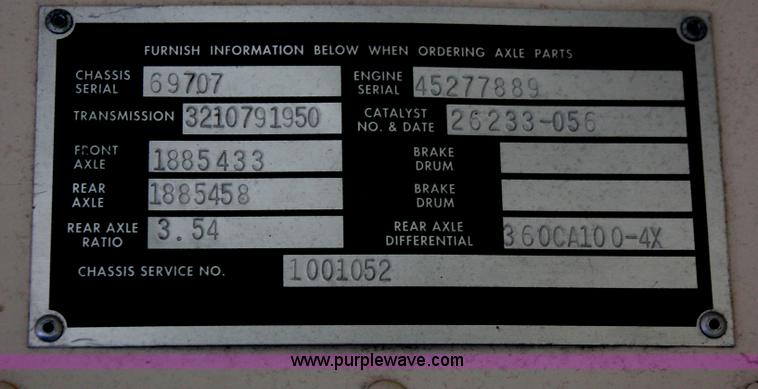 FURNISH INFORMATION BELOW WHEN ORDERING AXLE PARTS
CHASSIS SERIAL 69707 ENGINE SERIAL 45277889
TRANSMISSION 3210791950 CATALYST NO. & DATE 26233-056
FRONT AXLE 1885433 BRAKE DRUM
REAR AXLE 1885458 BRAKE DRUM
REAR AXLE RATIO 3.54 REAR AXLE DIFFERENTIAL 360CA100-4X
CHASSIS SERVICE NO. 1001052
www.purplewave.com